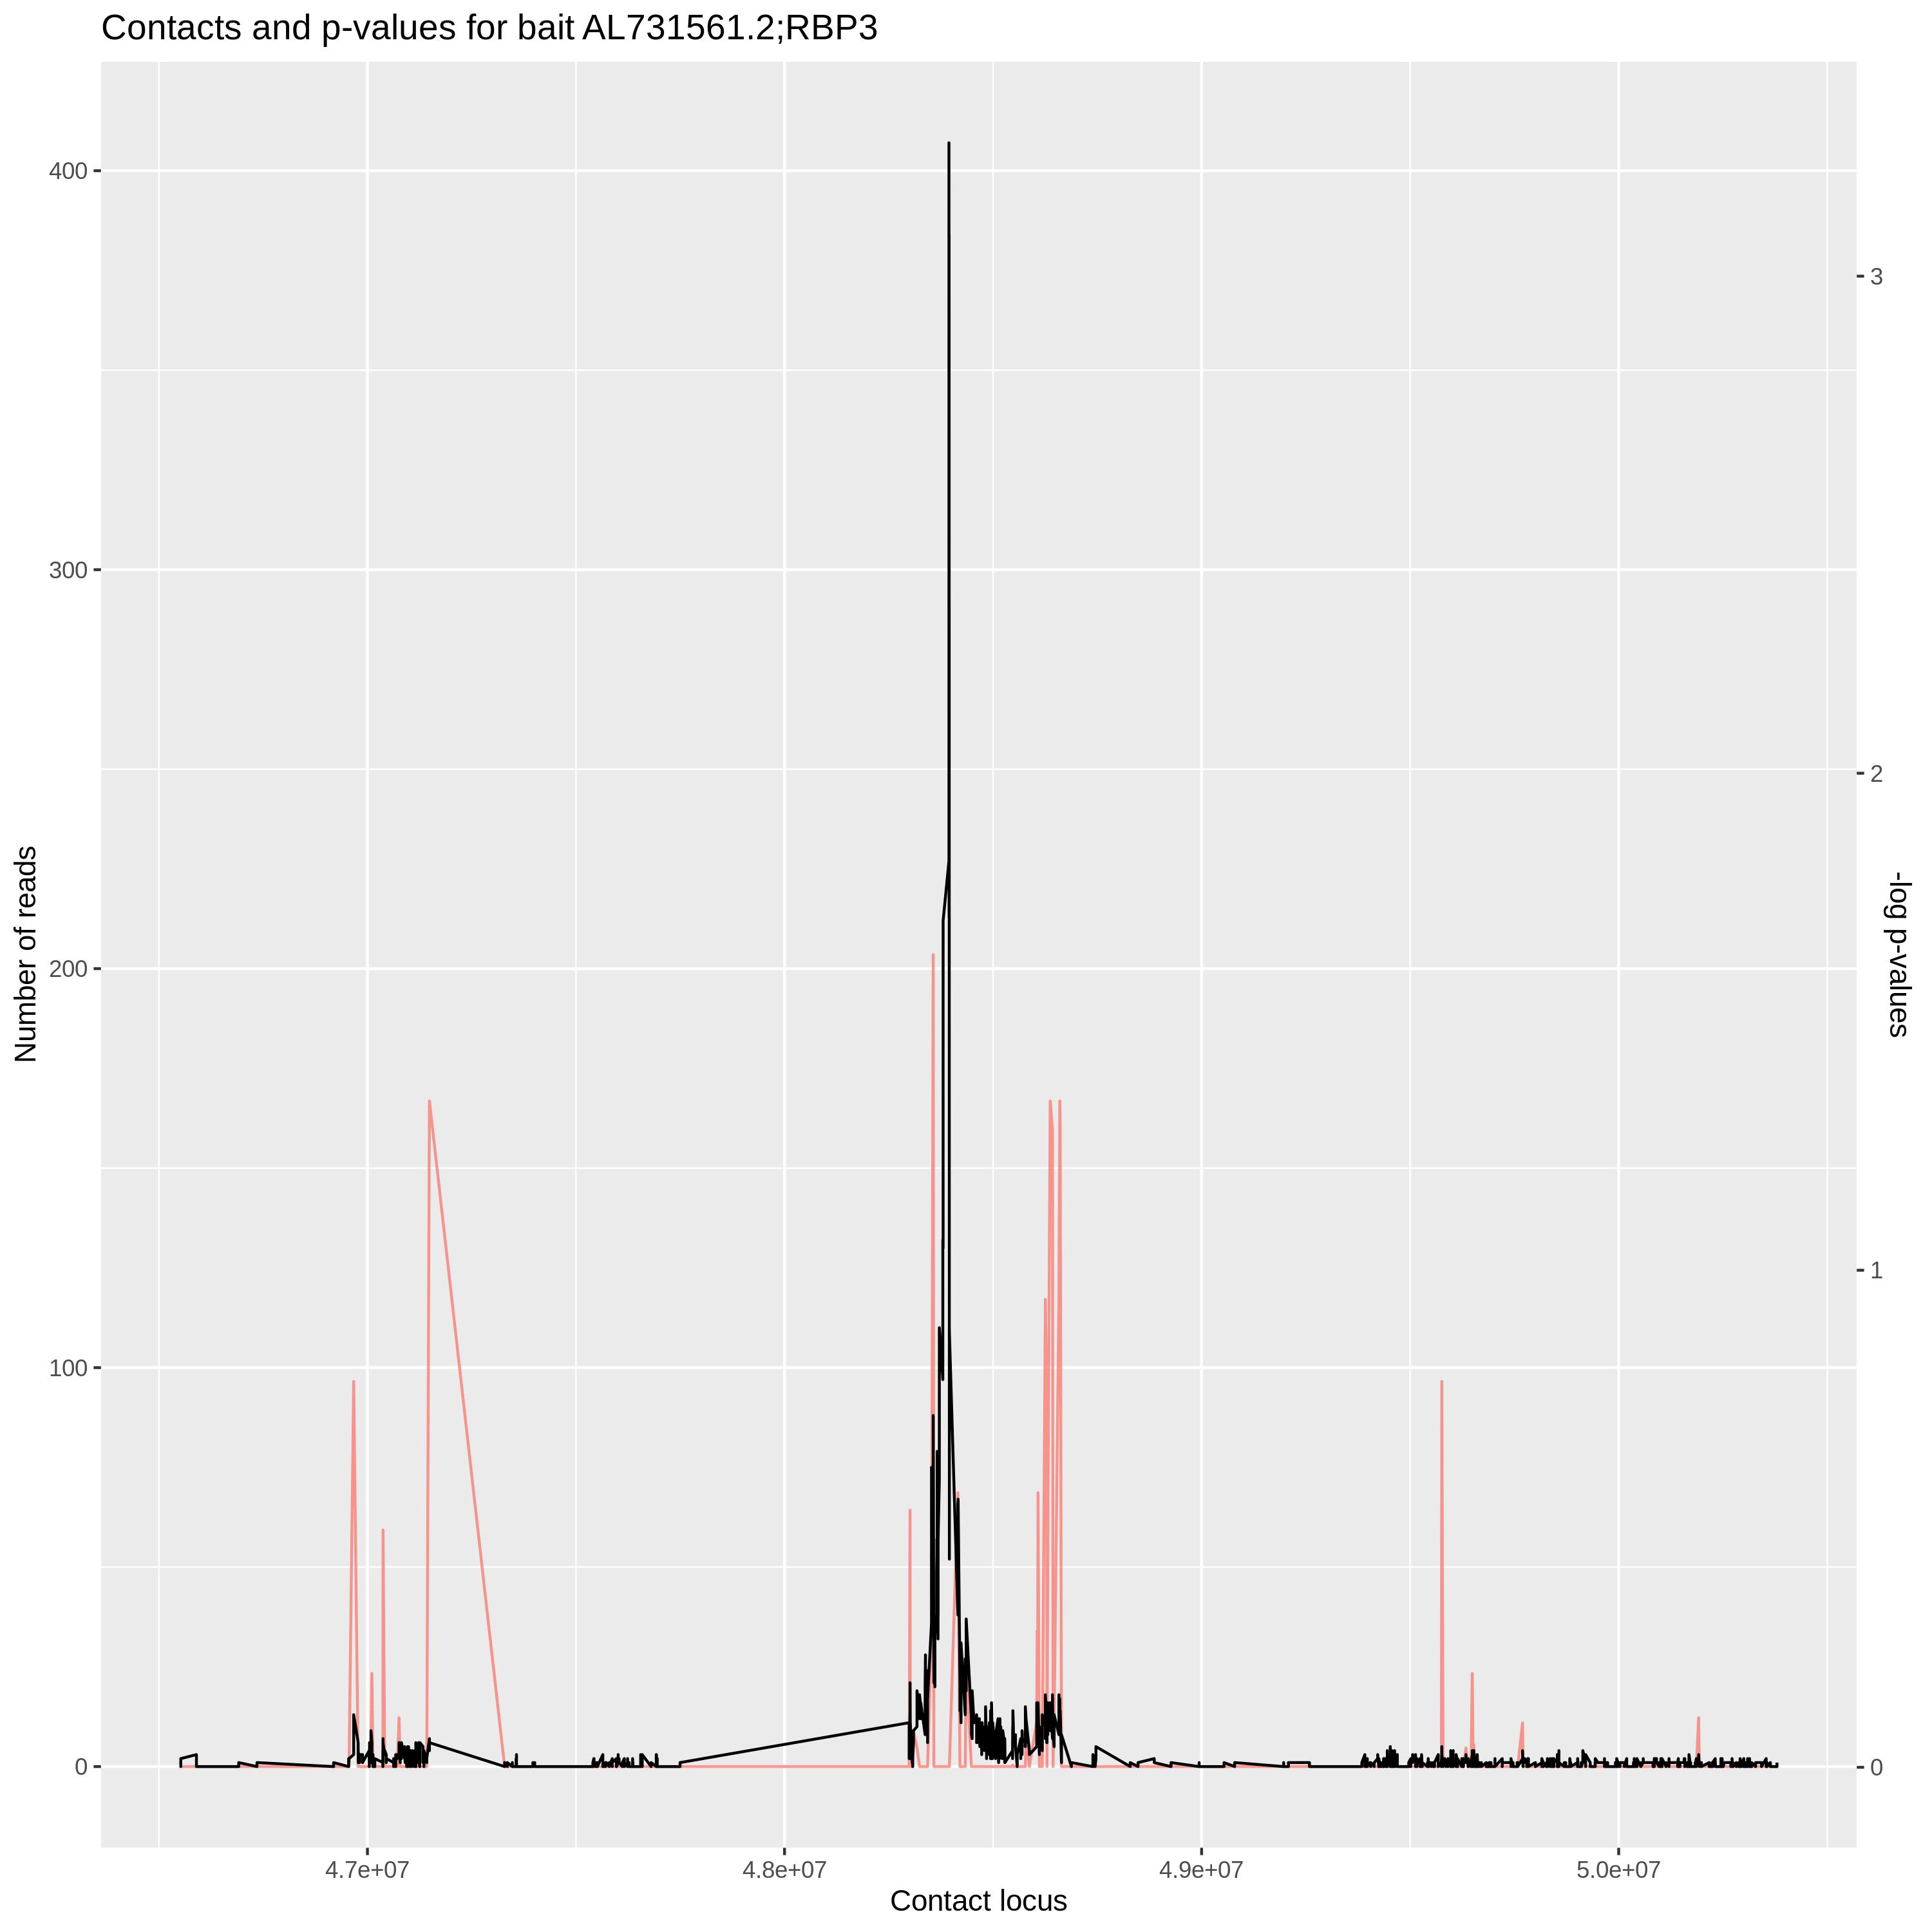 Contacts and p-values for bait AL731561.2;RBP3
400
300
200
100
0
Number of reads
3
2
1
0
-log p-values
4.7e+07
4.8e+07
4.9e+07
5.0e+07
Contact locus